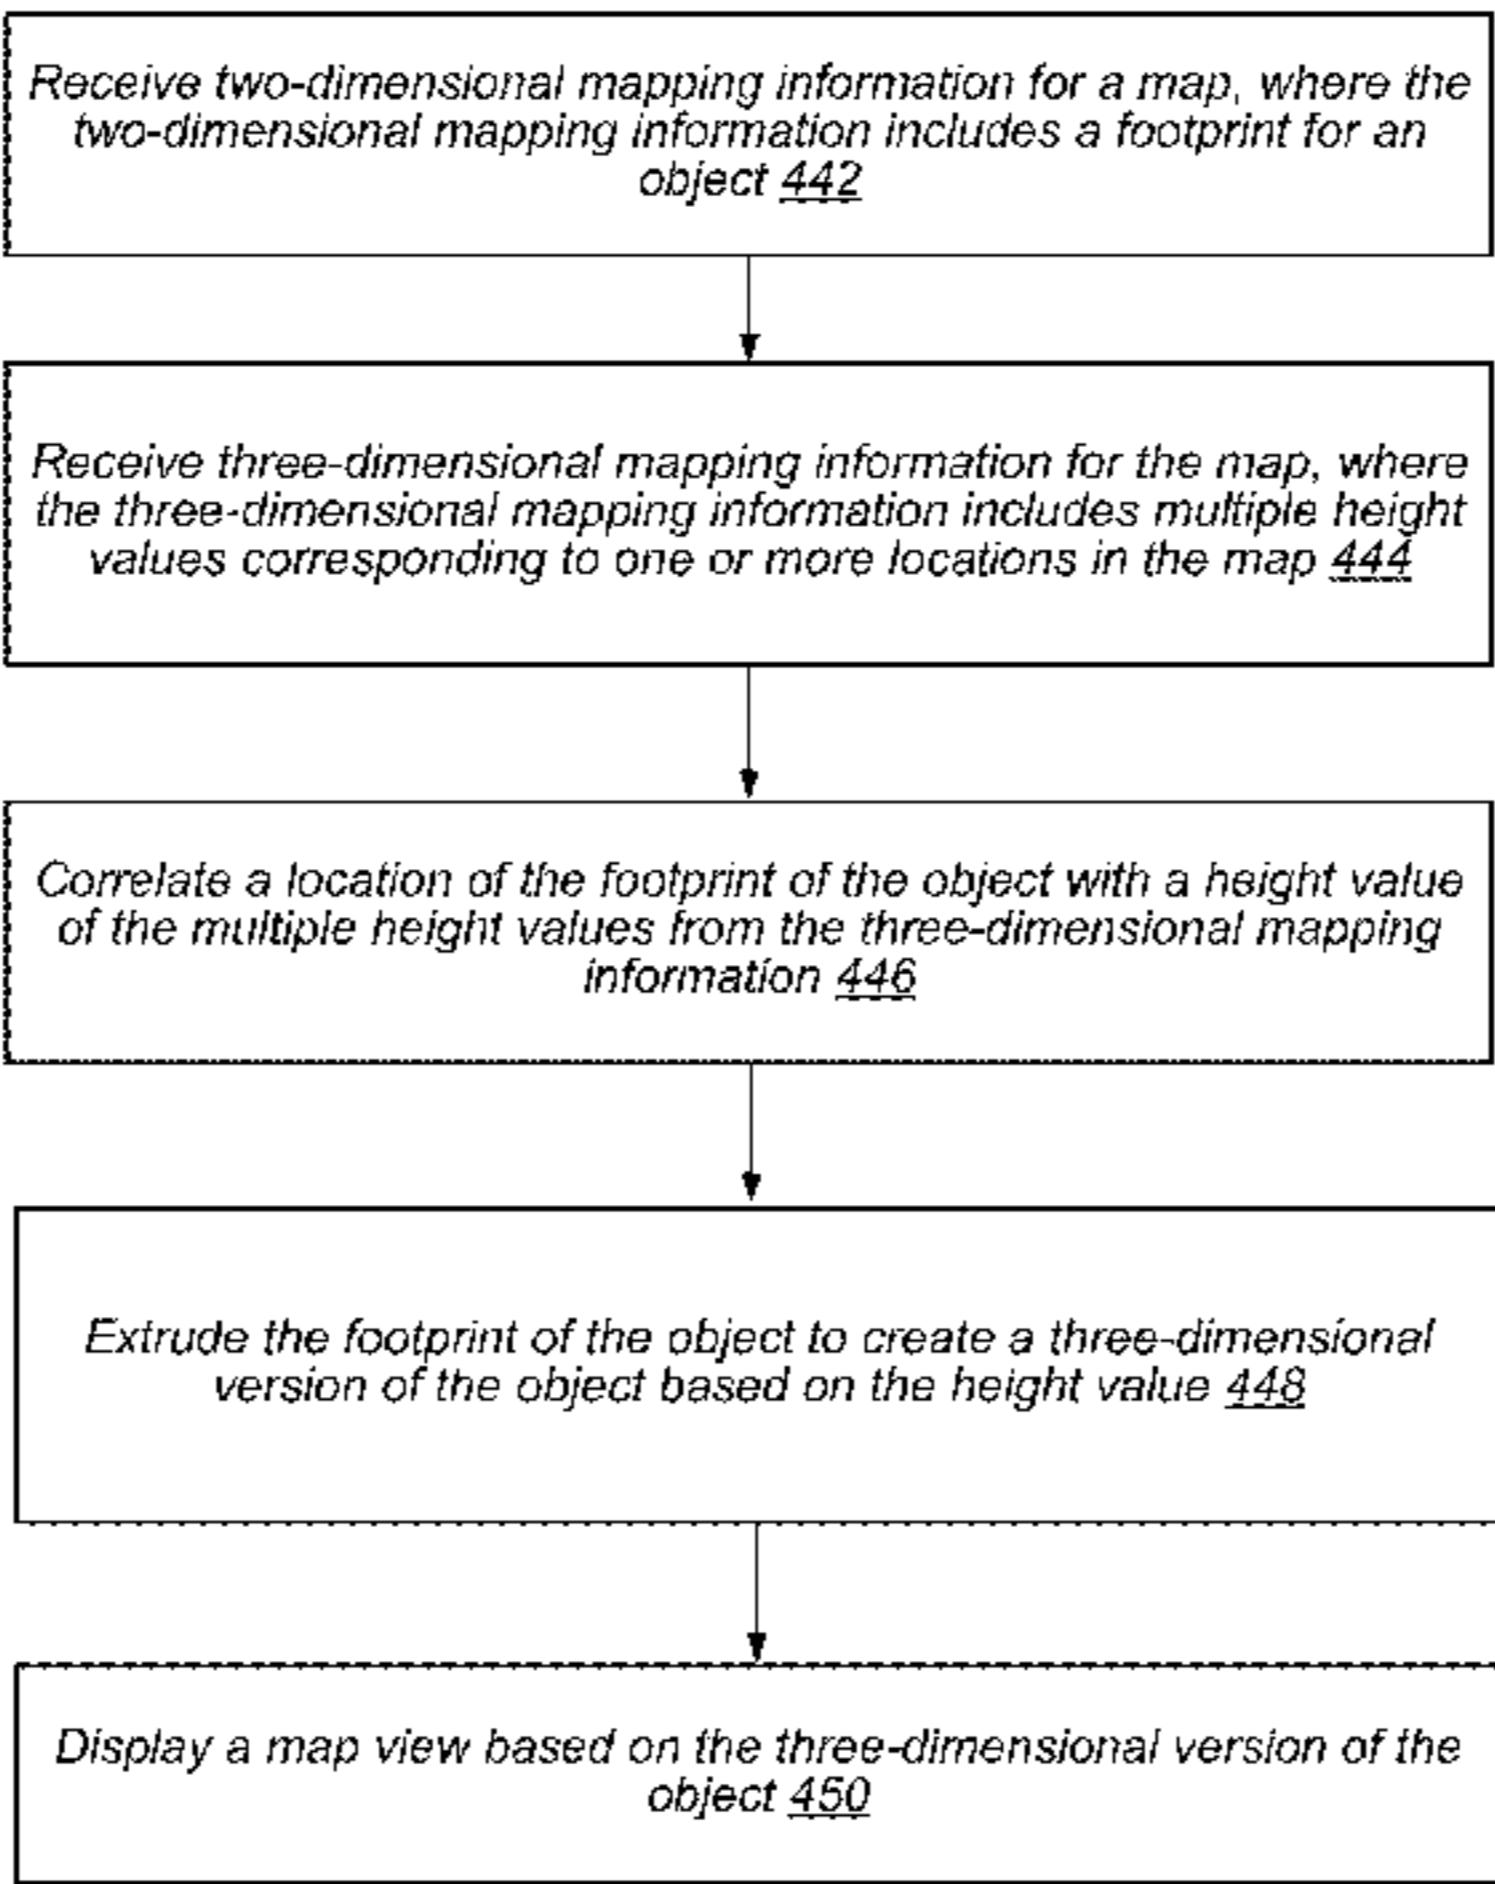 Receive two-dimensional mapping information for a map, where the
two-dimensional mapping information includes a footprint for an
object 442
Receive three-dimensional mapping information for the map, where
the three-dimensional mapping information includes multiple height
values corresponding to one or more locations in the map 444
Correlate a location of the footprint of the object with a height value
of the multiple height values from the three-dimensional mapping
information 446
Extrude the footprint of the object to create a three-dimensional
version of the object based on the height value 448
Display a map view based on the three-dimensional version of the
object 450